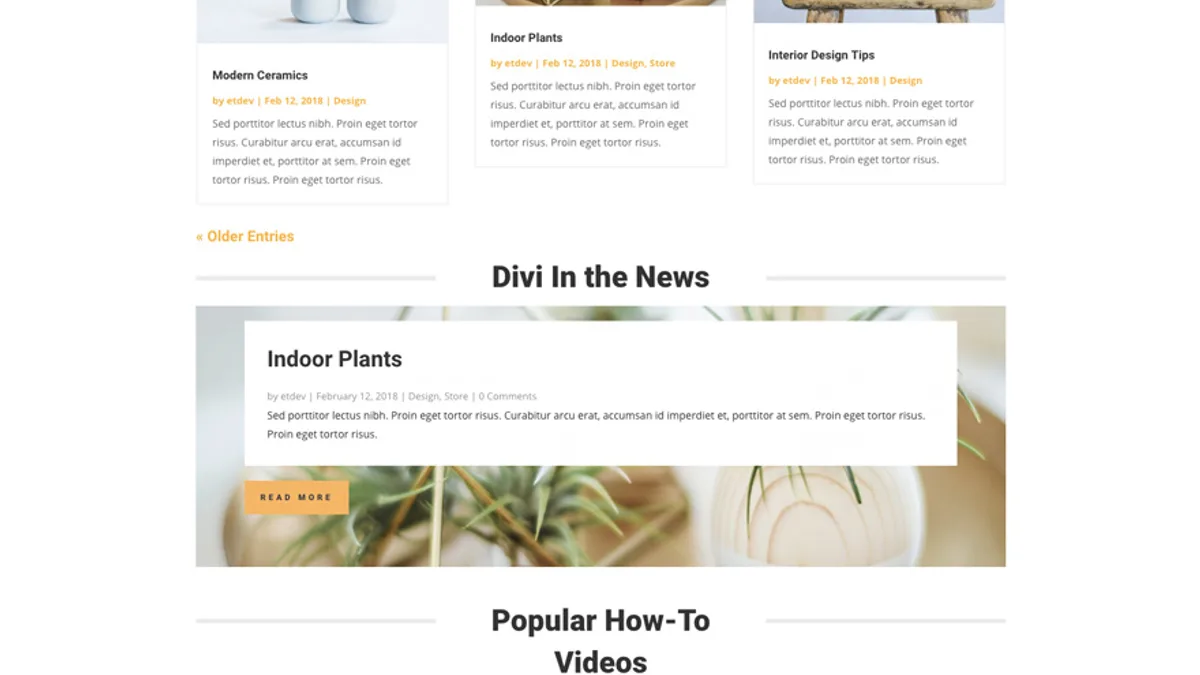 Modern Ceramics
by etdev | Feb 12, 2018 | Design
Sed porttitor lectus nibh. Proin eget tortor
risus. Curabitur arcu erat, accumsan id
imperdiet et, porttitor at sem. Proin eget
tortor risus. Proin eget tortor risus.
Indoor Plants
by etdev | Feb 12, 2018 | Design, Store
Sed porttitor lectus nibh. Proin eget tortor
risus. Curabitur arcu erat, accumsan id
imperdiet et, porttitor at sem. Proin eget
tortor risus. Proin eget tortor risus.
Interior Design Tips
by etdev | Feb 12, 2018 | Design
Sed porttitor lectus nibh. Proin eget tortor
risus. Curabitur arcu erat, accumsan id
imperdiet et, porttitor at sem. Proin eget
tortor risus. Proin eget tortor risus.
« Older Entries
Divi In the News
Indoor Plants
by etdev | February 12, 2018 | Design, Store | 0 Comments
Sed porttitor lectus nibh. Proin eget tortor risus. Curabitur arcu erat, accumsan id imperdiet et, porttitor at sem. Proin eget tortor risus.
Proin eget tortor risus.
READ MORE
Popular How-To
Videos